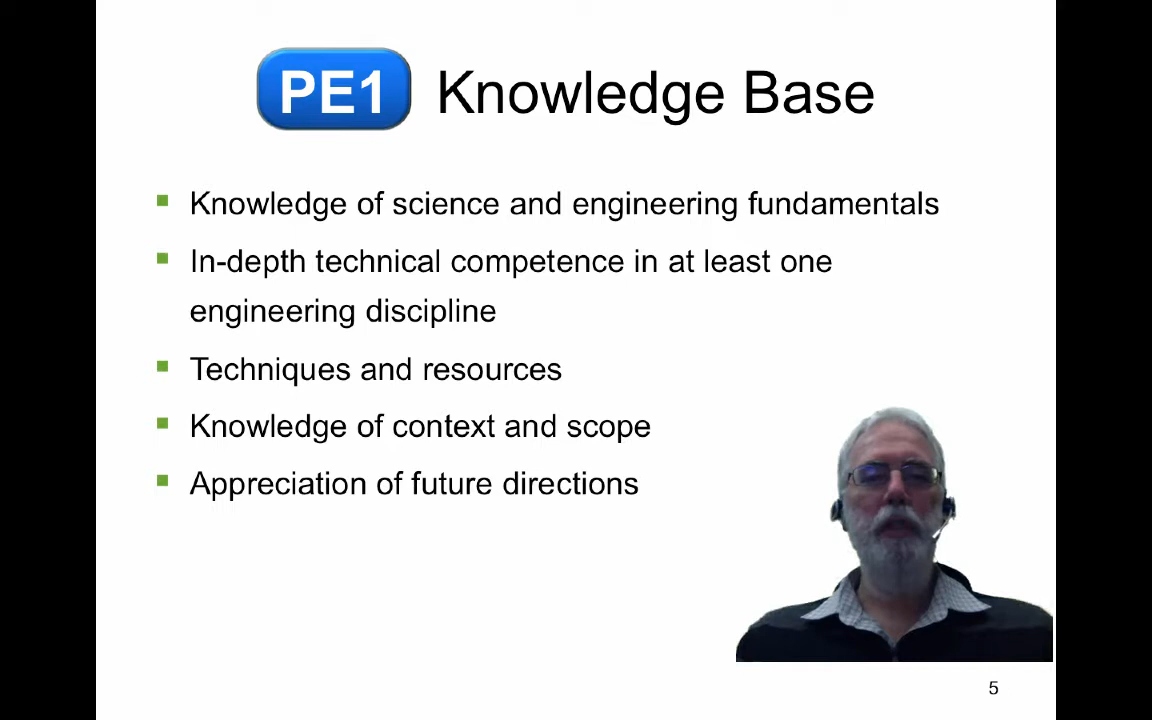 PE1 Knowledge Base
Knowledge of science and engineering fundamentals
In-depth technical competence in at least one
engineering discipline
Techniques and resources
Knowledge of context and scope
Appreciation of future directions
5